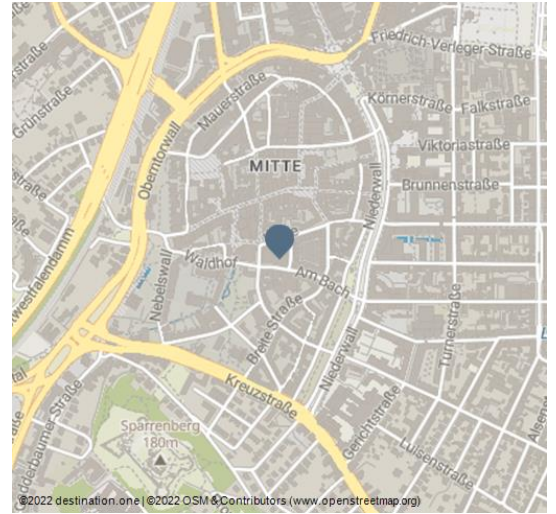 Friedrich-Verleger-Straße
Mauerstraße
Körnerstraße
Falkstraße
Grünstraße
Oberntorwall
Viktoriastraße
MITTE
Niederwall
Brunnenstraße
Waldhof
Nebelswall
Am Bach
Breite Straße
Turnerstraße
Niederwall
Kreuzstraße
Gerichtstraße
Sparrenberg
180m
Luisenstraße
©2022 destination.one | ©2022 OSM & Contributors (www.openstreetmap.org)